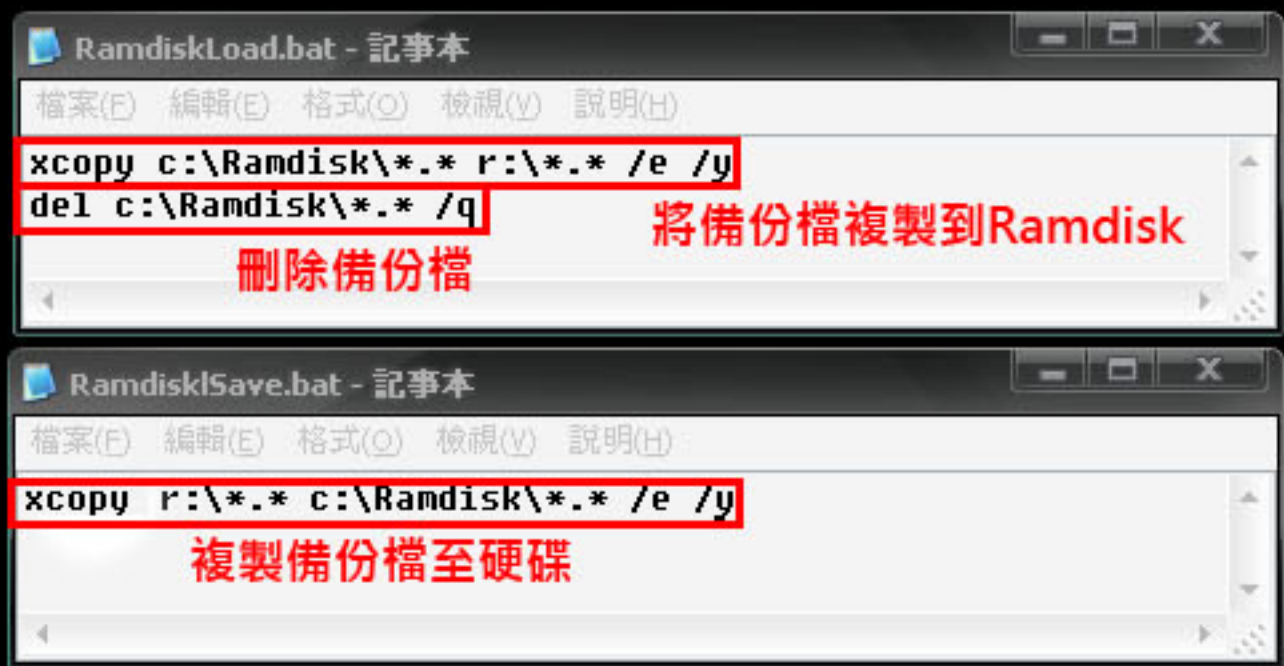 RamdiskLoad.bat - 記事本
檔案(F) 編輯(E) 格式(O) 檢視(V) 說明(H)
xcopy c:\Ramdisk\*.* r:\*.* /e /y
del c:\Ramdisk\*.* /q
將備份檔複製到Ramdisk
刪除備份檔
RamdisklSave.bat - 記事本
檔案(F) 編輯(E) 格式(O) 檢視(V) 說明(H)
xcopy r:\*.* c:\Ramdisk\*.* /e /y
複製備份檔至硬碟